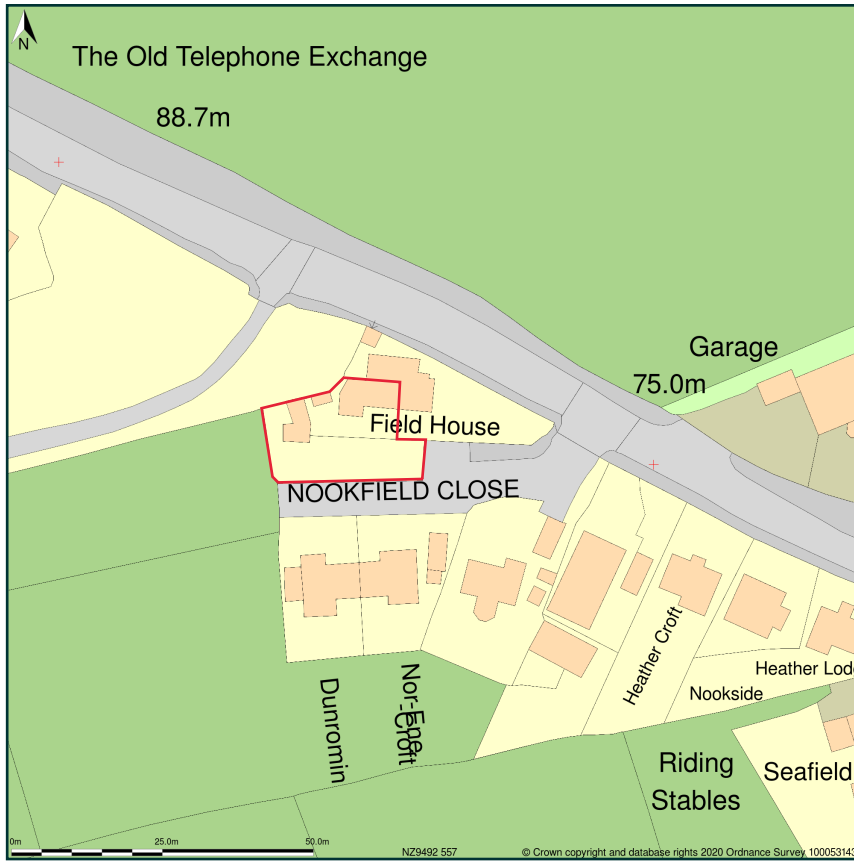 N
The Old Telephone Exchange
88.7m
Garage
75.0m
Field House
NOOKFIELD CLOSE
Heather Croft
Heather Lod
Nookside
Nor-Ene
Croft
Dunromin
Riding
Stables
Seafield
0m
25.0m
50.0m
NZ9492 557
© Crown copyright and database rights 2020 Ordnance Survey 10005314